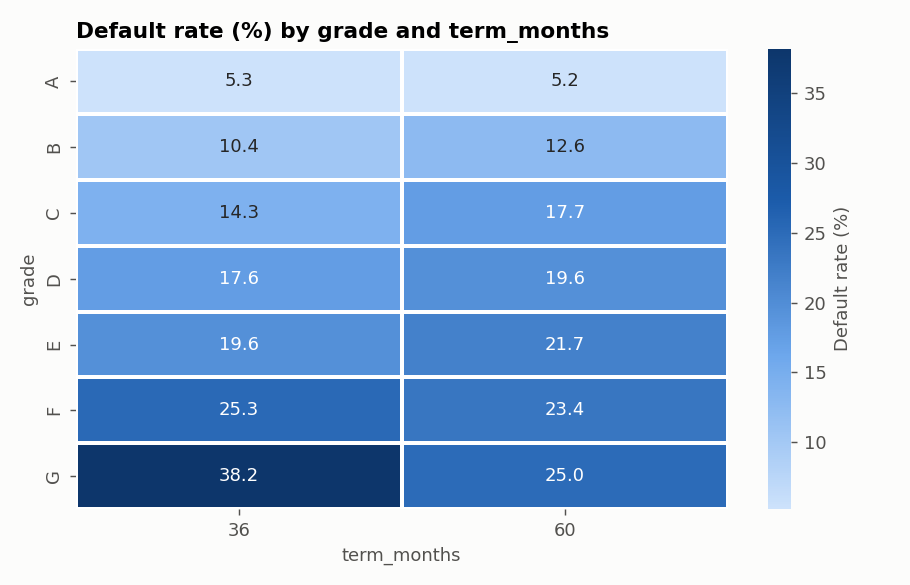 Default rate (%) by grade and term_months
A 5.3 5.2
B 10.4 12.6
C 14.3 17.7
D 17.6 19.6
E 19.6 21.7
F 25.3 23.4
G 38.2 25.0
grade
36 60
term_months
35
30
25
20
15
10
Default rate (%)